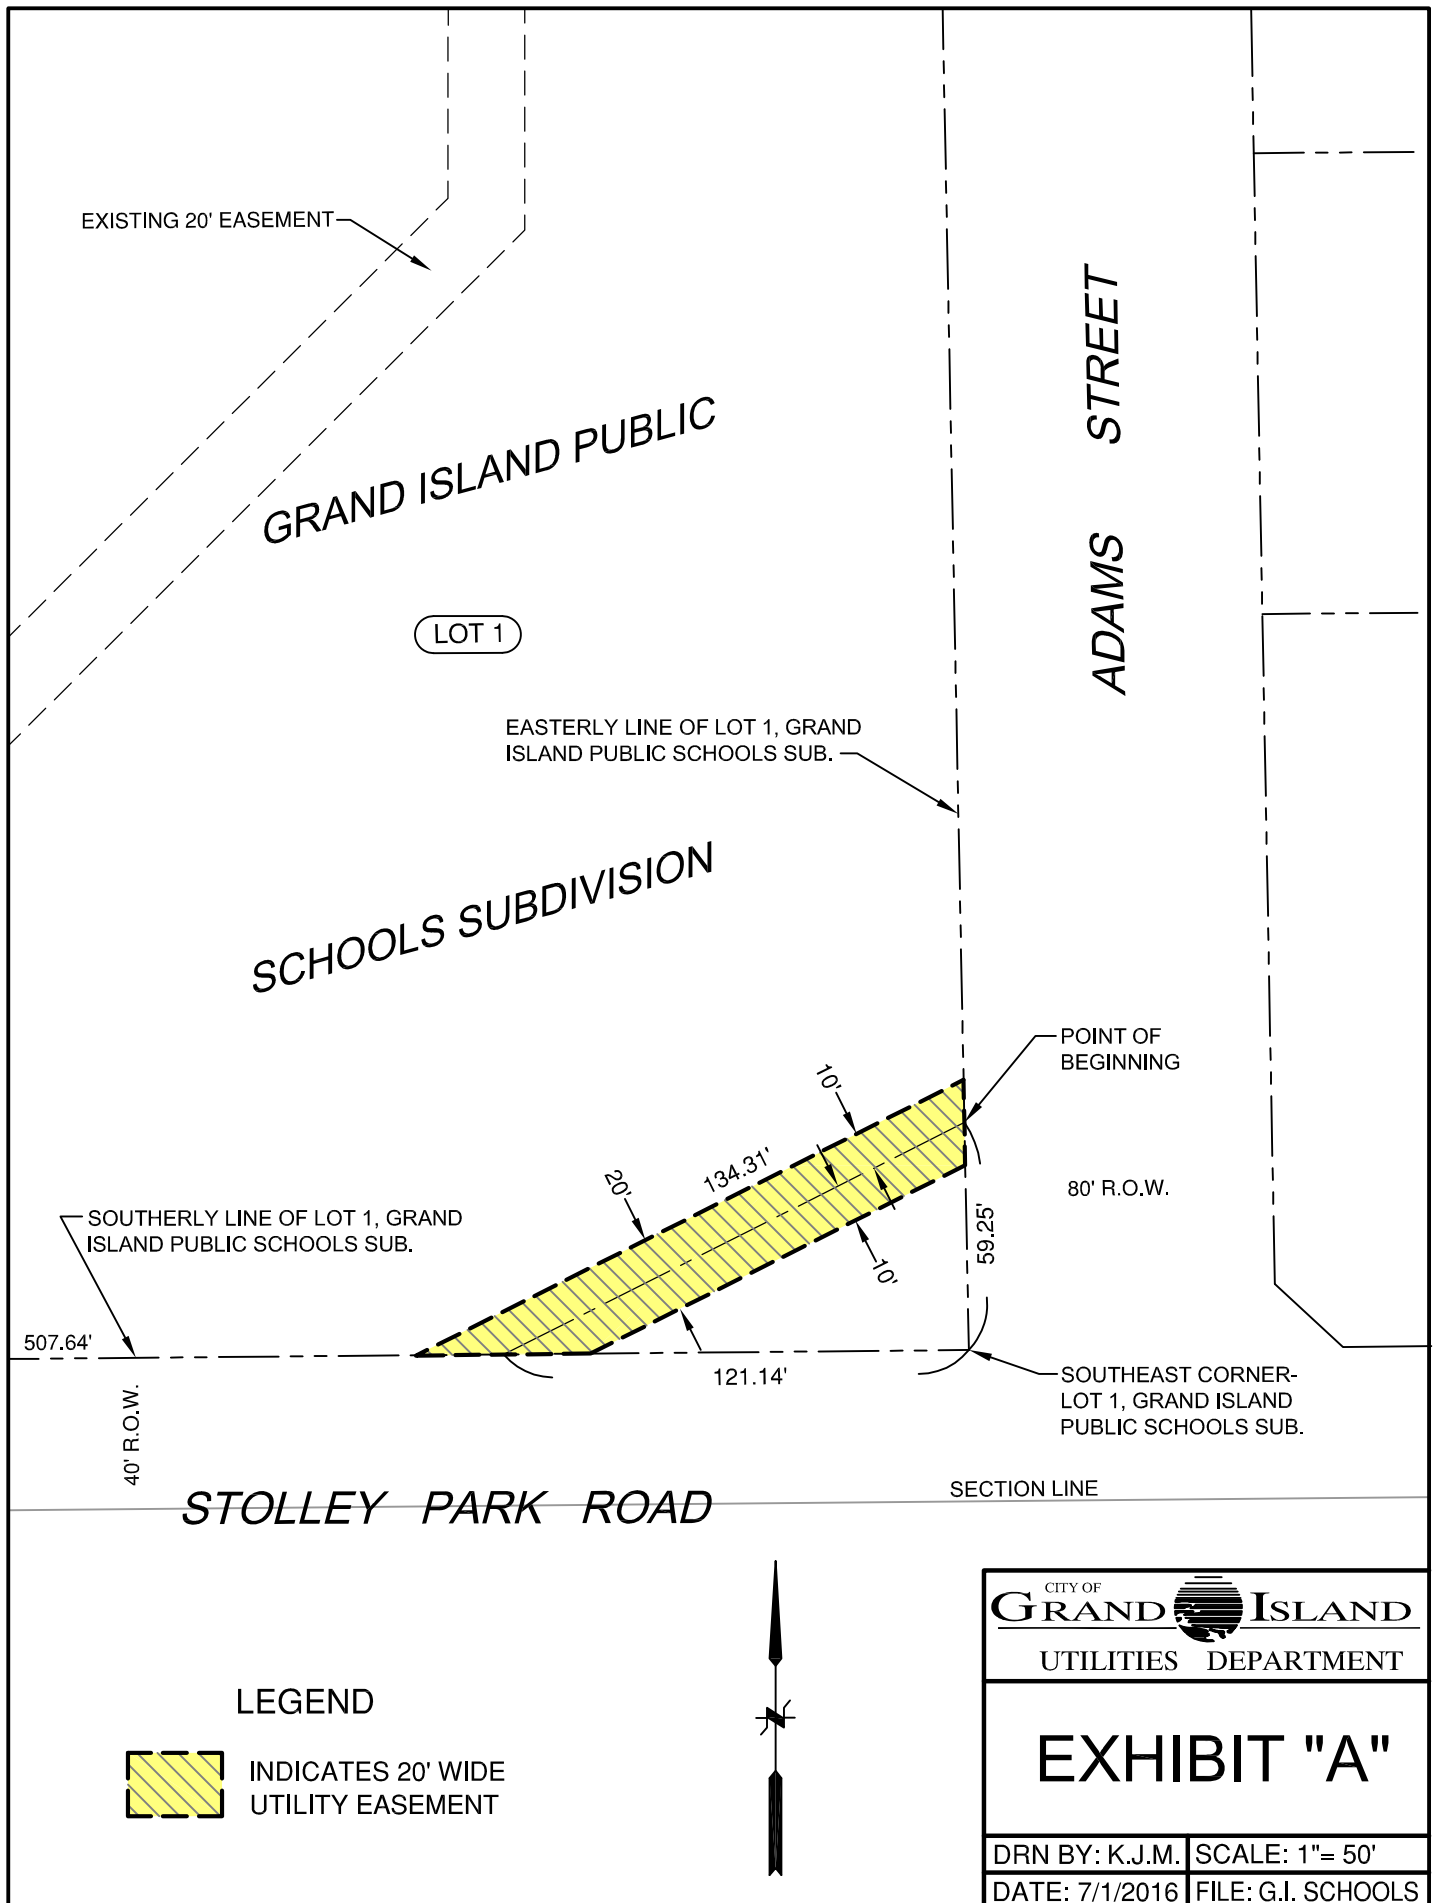 EXISTING 20' EASEMENT
GRAND ISLAND PUBLIC
LOT 1
ADAMS STREET
EASTERLY LINE OF LOT 1, GRAND
ISLAND PUBLIC SCHOOLS SUB.
SCHOOLS SUBDIVISION
POINT OF
BEGINNING
10'
134.31'
20'
80' R.O.W.
SOUTHERLY LINE OF LOT 1, GRAND
ISLAND PUBLIC SCHOOLS SUB.
59.25'
10'
507.64'
121.14'
SOUTHEAST CORNER-
LOT 1, GRAND ISLAND
PUBLIC SCHOOLS SUB.
40' R.O.W.
SECTION LINE
STOLLEY PARK ROAD
CITY OF
GRAND ISLAND
UTILITIES DEPARTMENT
LEGEND
INDICATES 20' WIDE
UTILITY EASEMENT
N
EXHIBIT "A"
DRN BY: K.J.M.
SCALE: 1"= 50'
DATE: 7/1/2016
FILE: G.I. SCHOOLS